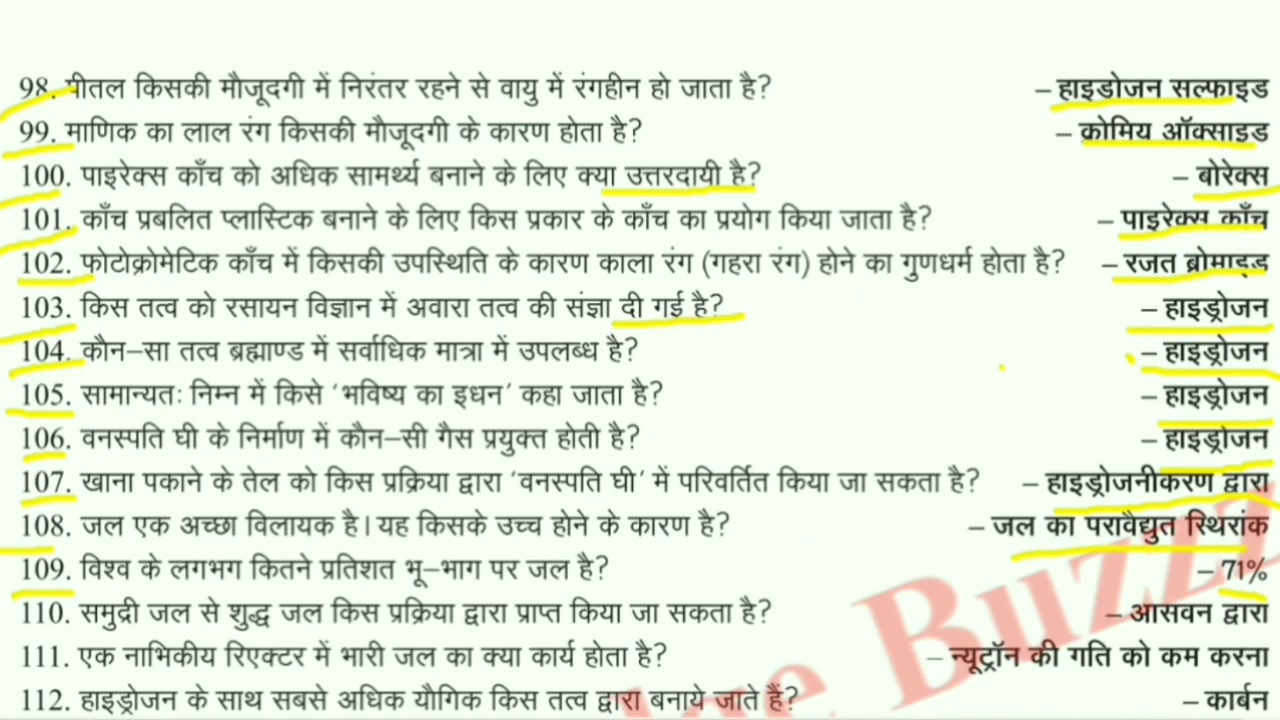 98. पीतल किसकी मौजूदगी में निरंतर रहने से वायु में रंगहीन हो जाता है? – हाइडोजन सल्फाइड
99. माणिक का लाल रंग किसकी मौजूदगी के कारण होता है? – कोमिय ऑक्साइड
100. पाइरेक्स काँच को अधिक सामर्थ्य बनाने के लिए क्या उत्तरदायी है? – बोरेक्स
101. काँच प्रबलित प्लास्टिक बनाने के लिए किस प्रकार के काँच का प्रयोग किया जाता है? – पाइरेक्स काँच
102. फोटोक्रोमेटिक काँच में किसकी उपस्थिति के कारण काला रंग (गहरा रंग) होने का गुणधर्म होता है? – रजत ब्रोमाइड
103. किस तत्व को रसायन विज्ञान में अवारा तत्व की संज्ञा दी गई है? – हाइड्रोजन
104. कौन–सा तत्व ब्रह्माण्ड में सर्वाधिक मात्रा में उपलब्ध है? – हाइड्रोजन
105. सामान्यतः निम्न में किसे 'भविष्य का इधन' कहा जाता है? – हाइड्रोजन
106. वनस्पति घी के निर्माण में कौन–सी गैस प्रयुक्त होती है? – हाइड्रोजन
107. खाना पकाने के तेल को किस प्रक्रिया द्वारा 'वनस्पति घी' में परिवर्तित किया जा सकता है? – हाइड्रोजनीकरण द्वारा
108. जल एक अच्छा विलायक है। यह किसके उच्च होने के कारण है? – जल का परावैद्युत स्थिरांक
109. विश्व के लगभग कितने प्रतिशत भू–भाग पर जल है? – 71%
110. समुद्री जल से शुद्ध जल किस प्रक्रिया द्वारा प्राप्त किया जा सकता है? – आसवन द्वारा
111. एक नाभिकीय रिएक्टर में भारी जल का क्या कार्य होता है? – न्यूट्रॉन की गति को कम करना
112. हाइड्रोजन के साथ सबसे अधिक यौगिक किस तत्व द्वारा बनाये जाते हैं? – कार्बन